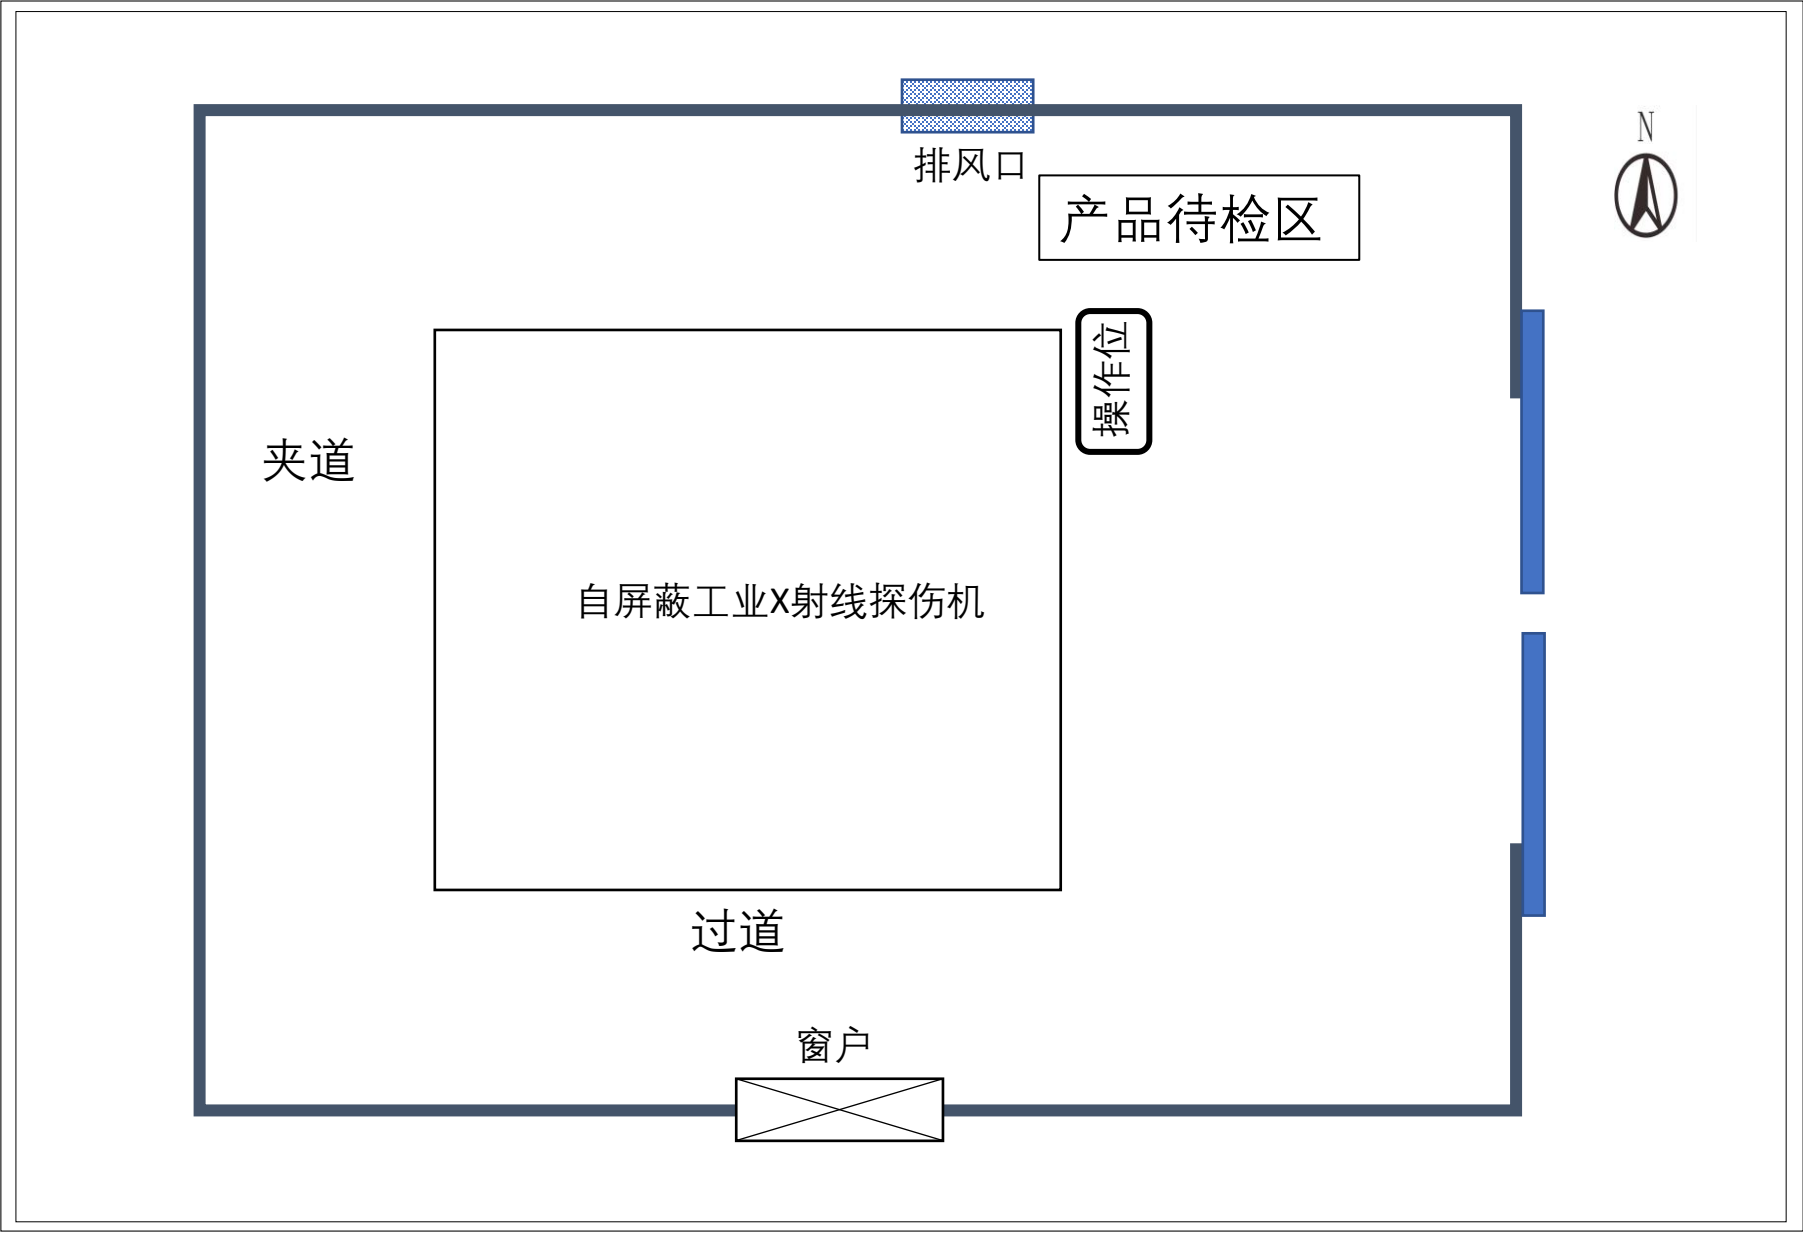 N
排风口
产品待检区
操作位
夹道
自屏蔽工业X射线探伤机
过道
窗户